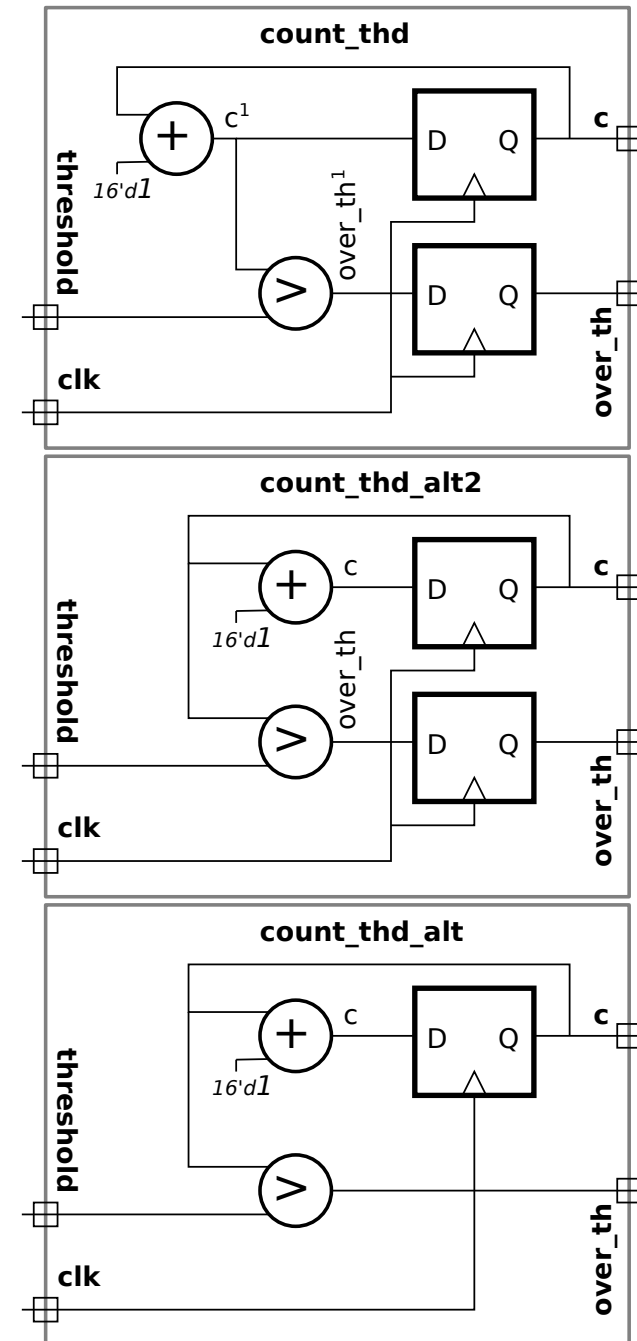 count_thd
c
c¹
+
D Q
16'd1
threshold
over_th¹
>
D Q
over_th
clk
count_thd_alt2
c
c
+
D Q
16'd1
threshold
over_th
>
D Q
over_th
clk
count_thd_alt
c
c
+
D Q
16'd1
threshold
>
over_th
clk